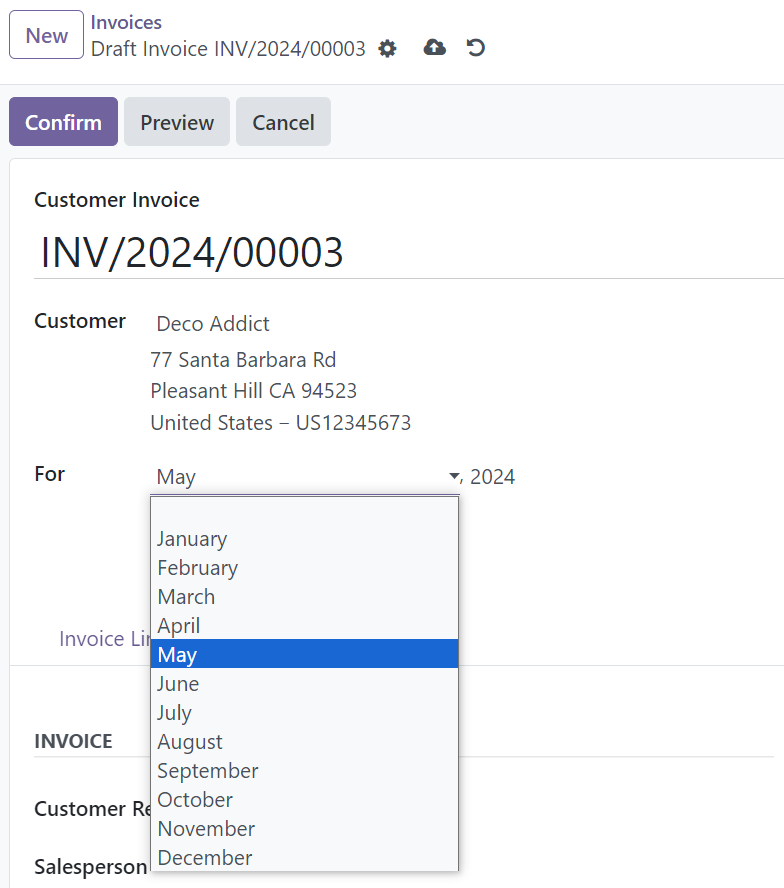 New
Invoices
Draft Invoice INV/2024/00003
Confirm
Preview
Cancel
Customer Invoice
INV/2024/00003
Customer
Deco Addict
77 Santa Barbara Rd
Pleasant Hill CA 94523
United States – US12345673
For
May
, 2024
January
February
March
April
Invoice Li
May
June
July
INVOICE
August
September
October
Customer Re
November
December
Salesperson